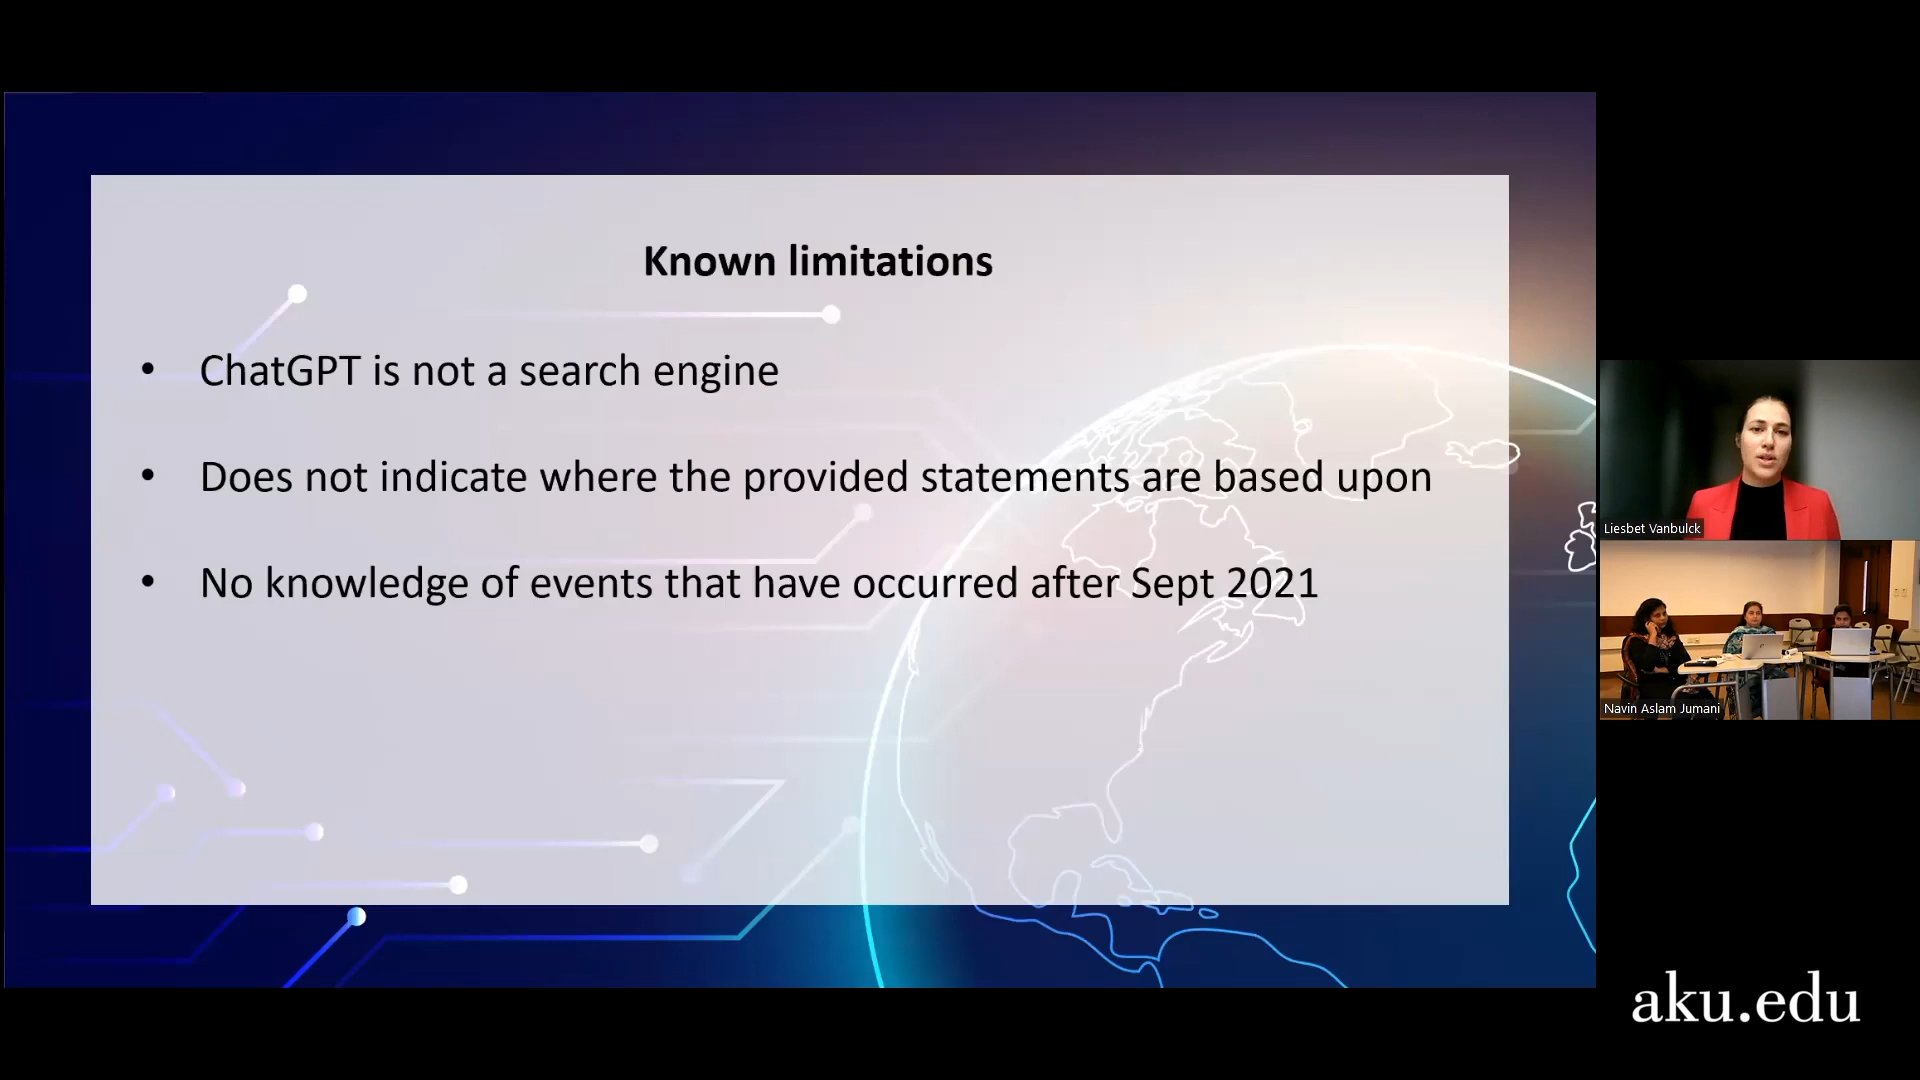 Known limitations
• ChatGPT is not a search engine
• Does not indicate where the provided statements are based upon
• No knowledge of events that have occurred after Sept 2021
Liesbet Vanbulck
Navin Aslam Jumani
aku.edu